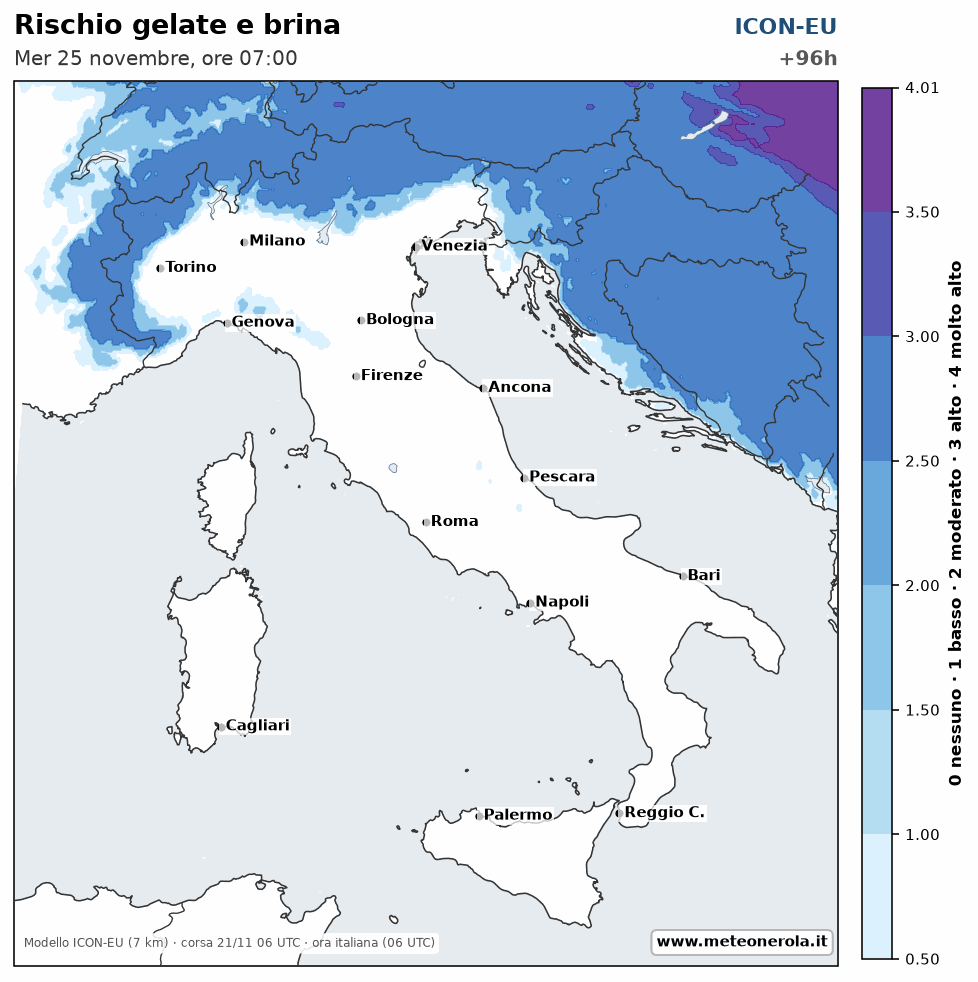 Rischio gelate e brina
ICON-EU
Mer 25 novembre, ore 07:00
+96h
4.01
3.50
3.00
2.50
2.00
1.50
1.00
0.50
0 nessuno · 1 basso · 2 moderato · 3 alto · 4 molto alto
Milano
Venezia
Torino
Genova
Bologna
Firenze
Ancona
Pescara
Roma
Bari
Napoli
Cagliari
Palermo
Reggio C.
Modello ICON-EU (7 km) · corsa 21/11 06 UTC · ora italiana (06 UTC)
www.meteonerola.it